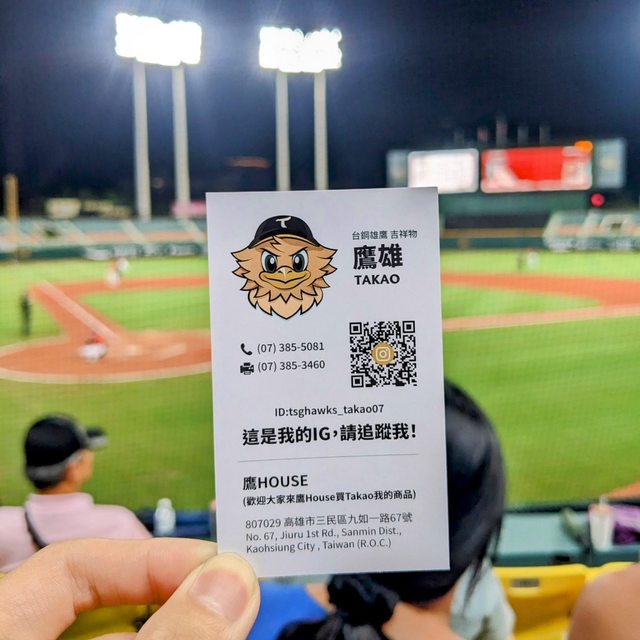 T
台鋼雄鷹 吉祥物
鷹雄
TAKAO
(07) 385-5081
(07) 385-3460
ID:tsghawks_takao07
這是我的IG,請追蹤我!
鷹HOUSE
(歡迎大家來鷹House買Takao我的商品)
807029 高雄市三民區九如一路67號
No. 67, Jiuru 1st Rd., Sanmin Dist.,
Kaohsiung City , Taiwan (R.O.C.)